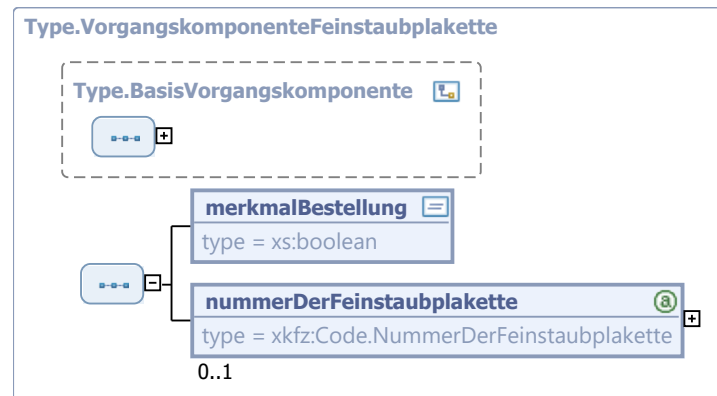 Type.VorgangskomponenteFeinstaubplakette
Type.BasisVorgangskomponente
merkmalBestellung
type = xs:boolean
nummerDerFeinstaubplakette
type = xkfz:Code.NummerDerFeinstaubplakette
0..1